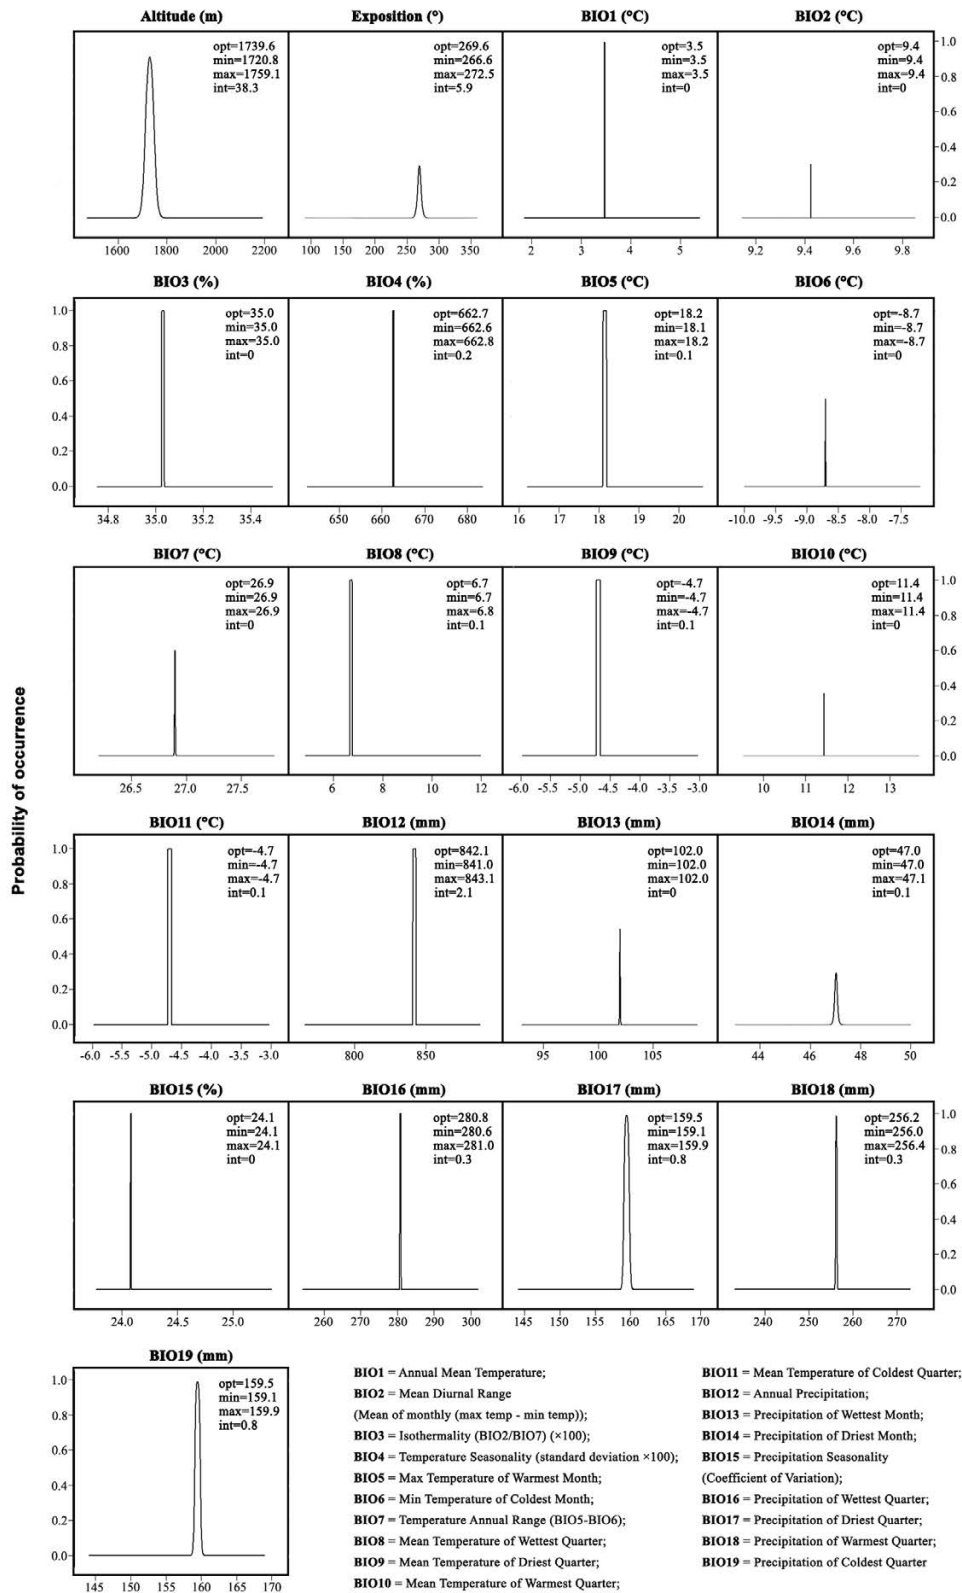 Altitude (m)
opt=1739.6
min=1720.8
max=1759.1
int=38.3
1600 1800 2000 2200
Exposition (°)
opt=269.6
min=266.6
max=272.5
int=5.9
100 150 200 250 300 350
BIO1 (°C)
opt=3.5
min=3.5
max=3.5
int=0
2 3 4 5
BIO2 (°C)
opt=9.4
min=9.4
max=9.4
int=0
9.2 9.4 9.6 9.8
1.0
0.8
0.6
0.4
0.2
0.0
BIO3 (%)
1.0
0.8
0.6
0.4
0.2
0.0
opt=35.0
min=35.0
max=35.0
int=0
34.8 35.0 35.2 35.4
BIO4 (%)
opt=662.7
min=662.6
max=662.8
int=0.2
650 660 670 680
BIO5 (°C)
opt=18.2
min=18.1
max=18.2
int=0.1
16 17 18 19 20
BIO6 (°C)
opt=-8.7
min=-8.7
max=-8.7
int=0
-10.0 -9.5 -9.0 -8.5 -8.0 -7.5
Probability of occurrence
BIO7 (°C)
opt=26.9
min=26.9
max=26.9
int=0
26.5 27.0 27.5
BIO8 (°C)
opt=6.7
min=6.7
max=6.8
int=0.1
6 8 10 12
BIO9 (°C)
opt=-4.7
min=-4.7
max=-4.7
int=0.1
-6.0 -5.5 -5.0 -4.5 -4.0 -3.5 -3.0
BIO10 (°C)
opt=11.4
min=11.4
max=11.4
int=0
10 11 12 13
1.0
0.8
0.6
0.4
0.2
0.0
BIO11 (°C)
1.0
0.8
0.6
0.4
0.2
0.0
opt=-4.7
min=-4.7
max=-4.7
int=0.1
-6.0 -5.5 -5.0 -4.5 -4.0 -3.5 -3.0
BIO12 (mm)
opt=842.1
min=841.0
max=843.1
int=2.1
800 850
BIO13 (mm)
opt=102.0
min=102.0
max=102.0
int=0
95 100 105
BIO14 (mm)
opt=47.0
min=47.0
max=47.1
int=0.1
44 46 48 50
BIO15 (%)
opt=24.1
min=24.1
max=24.1
int=0
24.0 24.5 25.0
BIO16 (mm)
opt=280.8
min=280.6
max=281.0
int=0.3
260 270 280 290 300
BIO17 (mm)
opt=159.5
min=159.1
max=159.9
int=0.8
145 150 155 160 165 170
BIO18 (mm)
opt=256.2
min=256.0
max=256.4
int=0.3
240 250 260 270
1.0
0.8
0.6
0.4
0.2
0.0
BIO19 (mm)
1.0
0.8
0.6
0.4
0.2
0.0
opt=159.5
min=159.1
max=159.9
int=0.8
145 150 155 160 165 170
BIO1 = Annual Mean Temperature;
BIO2 = Mean Diurnal Range
(Mean of monthly (max temp - min temp));
BIO3 = Isothermality (BIO2/BIO7) (×100);
BIO4 = Temperature Seasonality (standard deviation ×100);
BIO5 = Max Temperature of Warmest Month;
BIO6 = Min Temperature of Coldest Month;
BIO7 = Temperature Annual Range (BIO5-BIO6);
BIO8 = Mean Temperature of Wettest Quarter;
BIO9 = Mean Temperature of Driest Quarter;
BIO10 = Mean Temperature of Warmest Quarter;
BIO11 = Mean Temperature of Coldest Quarter;
BIO12 = Annual Precipitation;
BIO13 = Precipitation of Wettest Month;
BIO14 = Precipitation of Driest Month;
BIO15 = Precipitation Seasonality
(Coefficient of Variation);
BIO16 = Precipitation of Wettest Quarter;
BIO17 = Precipitation of Driest Quarter;
BIO18 = Precipitation of Warmest Quarter;
BIO19 = Precipitation of Coldest Quarter